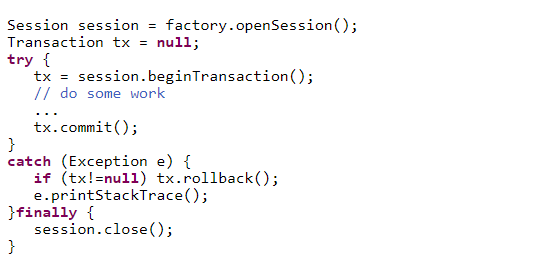 Session session = factory.openSession();
Transaction tx = null;
try {
   tx = session.beginTransaction();
   // do some work
   ...
   tx.commit();
}
catch (Exception e) {
   if (tx!=null) tx.rollback();
   e.printStackTrace();
}finally {
   session.close();
}